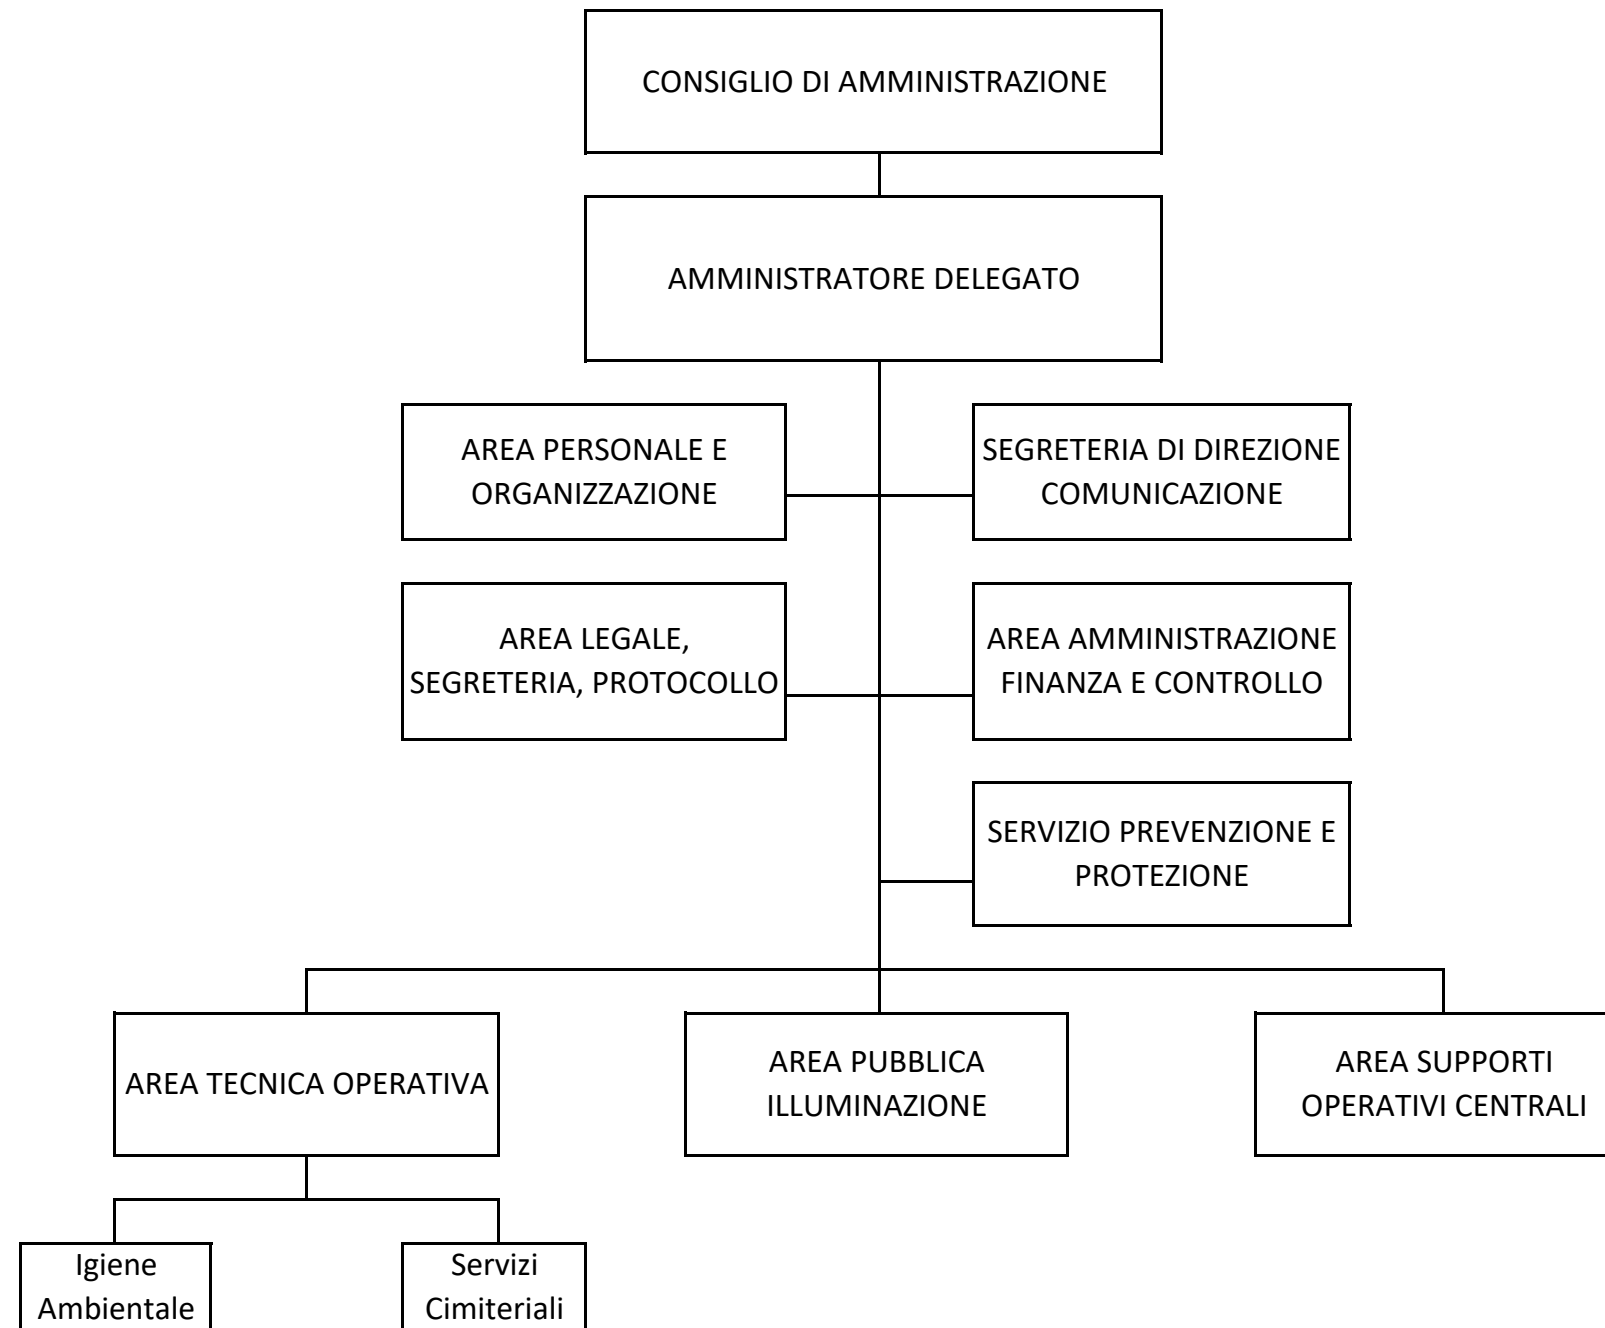 CONSIGLIO DI AMMINISTRAZIONE
AMMINISTRATORE DELEGATO
AREA PERSONALE E
ORGANIZZAZIONE
SEGRETERIA DI DIREZIONE
COMUNICAZIONE
AREA LEGALE,
SEGRETERIA, PROTOCOLLO
AREA AMMINISTRAZIONE
FINANZA E CONTROLLO
SERVIZIO PREVENZIONE E
PROTEZIONE
AREA TECNICA OPERATIVA
AREA PUBBLICA
ILLUMINAZIONE
AREA SUPPORTI
OPERATIVI CENTRALI
Igiene
Ambientale
Servizi
Cimiteriali